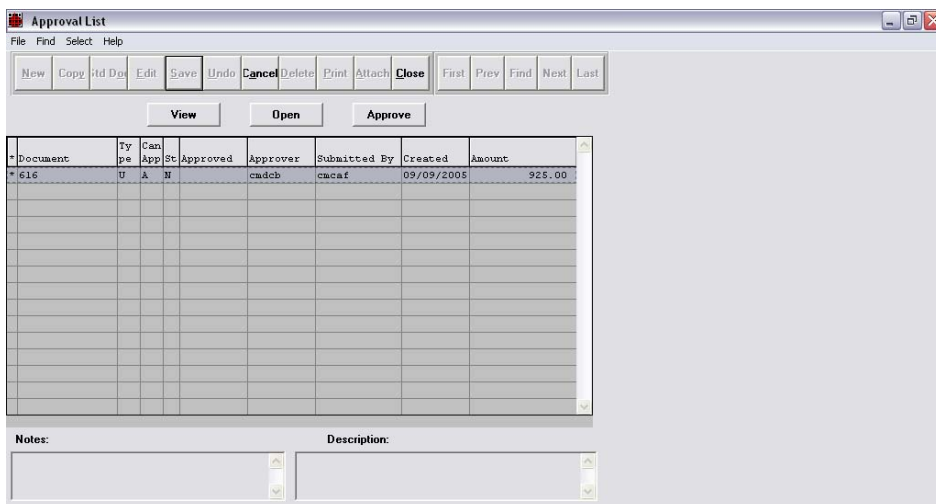 Approval List
File Find Select Help
New Copy Std Doc Edit Save Undo Cancel Delete Print Attach Close First Prev Find Next Last
View Open Approve
* Document Ty pe Can App St Approved Approver Submitted By Created Amount
* 616 U A N cmdcb cmcaf 09/09/2005 925.00
Notes: Description: